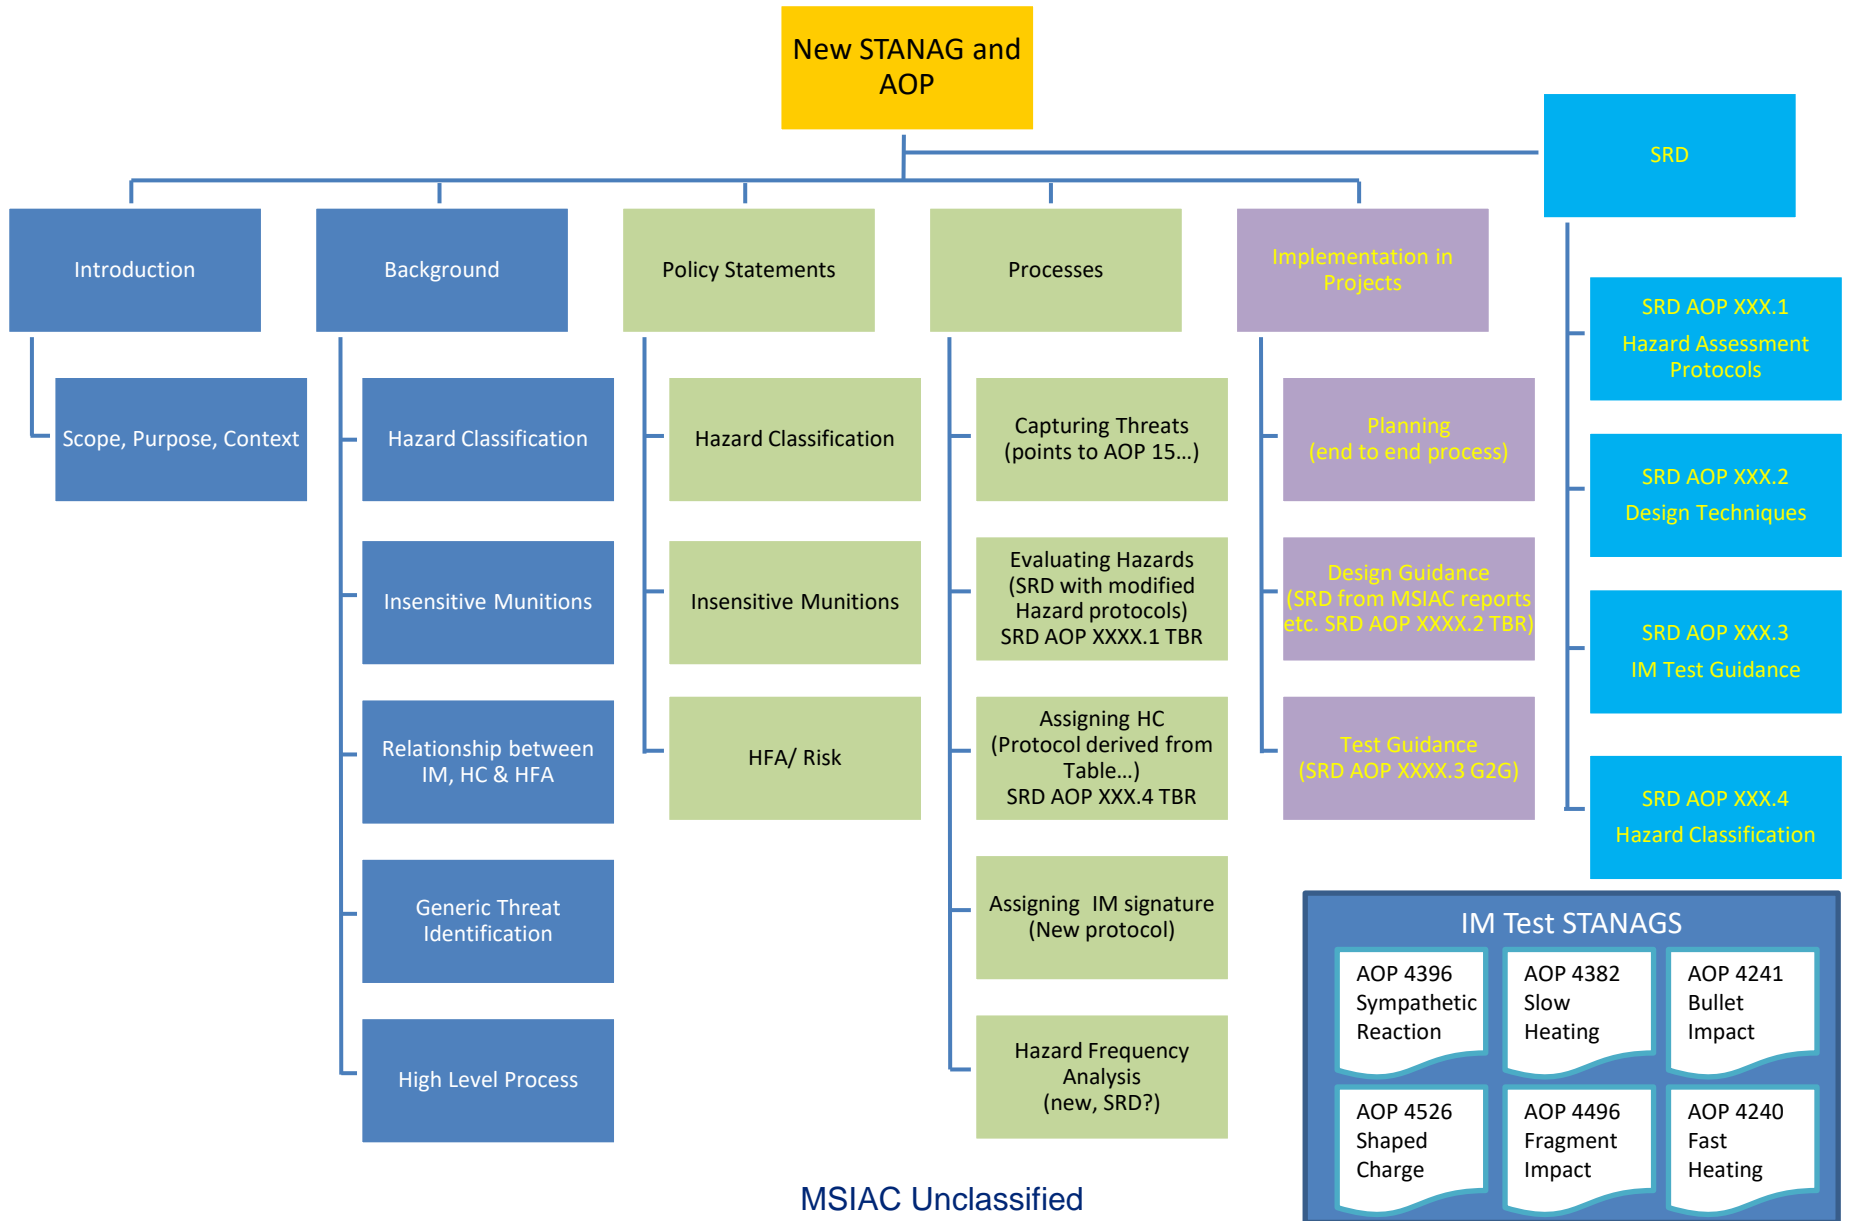 New STANAG and
AOP
SRD
Introduction
Background
Policy Statements
Processes
Implementation in
Projects
Scope, Purpose, Context
Hazard Classification
Insensitive Munitions
Relationship between
IM, HC & HFA
Generic Threat
Identification
High Level Process
Hazard Classification
Insensitive Munitions
HFA/ Risk
Capturing Threats
(points to AOP 15...)
Evaluating Hazards
(SRD with modified
Hazard protocols)
SRD AOP XXXX.1 TBR
Assigning HC
(Protocol derived from
Table...)
SRD AOP XXX.4 TBR
Assigning IM signature
(New protocol)
Hazard Frequency
Analysis
(new, SRD?)
Planning
(end to end process)
Design Guidance
(SRD from MSIAC reports
etc. SRD AOP XXXX.2 TBR)
Test Guidance
(SRD AOP XXXX.3 G2G)
SRD AOP XXX.1
Hazard Assessment
Protocols
SRD AOP XXX.2
Design Techniques
SRD AOP XXX.3
IM Test Guidance
SRD AOP XXX.4
Hazard Classification
IM Test STANAGS
AOP 4396
Sympathetic
Reaction
AOP 4382
Slow
Heating
AOP 4241
Bullet
Impact
AOP 4526
Shaped
Charge
AOP 4496
Fragment
Impact
AOP 4240
Fast
Heating
MSIAC Unclassified